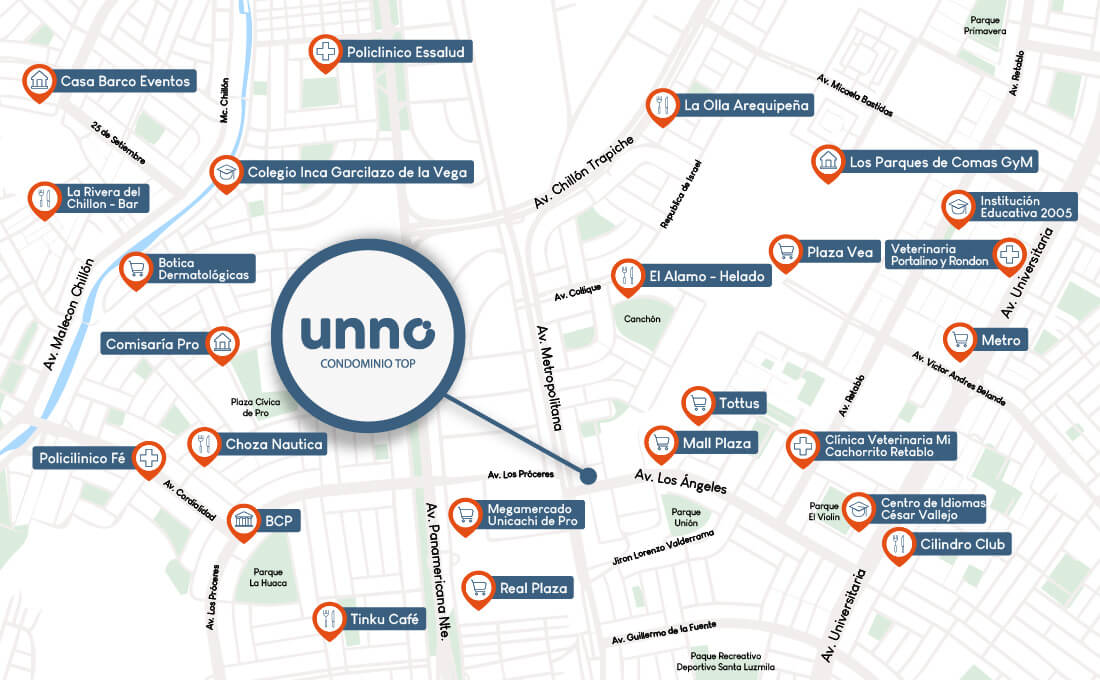 Parque
Primavera
Policlinico Essalud
Av. Retablo
Casa Barco Eventos
Mc. Chillón
Av. Micaela Bastidas
La Olla Arequipeña
25 de Setiembre
Av. Chillón Trapiche
Los Parques de Comas GyM
Colegio Inca Garcilazo de la Vega
Republica de Israel
La Rivera del
Chillon - Bar
Institución
Educativa 2005
Plaza Vea
Veterinaria
Portalino y Rondon
Av. Universitaria
Botica
Dermatológicas
El Alamo - Helado
Av. Collique
Av. Malecon Chillón
Canchón
unno
CONDOMINIO TOP
Comisaría Pro
Av. Metropolitana
Metro
Av. Victor Andres Belande
Av. Retablo
Plaza Cívica
de Pro
Tottus
Choza Nautica
Mall Plaza
Clínica Veterinaria Mi
Cachorrito Retablo
Policilinico Fé
Av. Los Próceres
Av. Los Ángeles
Av. Cordialidad
BCP
Av. Panamericana Nte.
Megamercado
Unicachi de Pro
Parque
Unión
Parque
El Violin
Centro de Idiomas
César Vallejo
Cilindro Club
Jiron Lorenzo Valderrama
Parque
La Huaca
Av. Los Próceres
Real Plaza
Tinku Café
Av. Guillermo de la Fuente
Av. Universitaria
Paque Recreativo
Deportivo Santa Luzmila